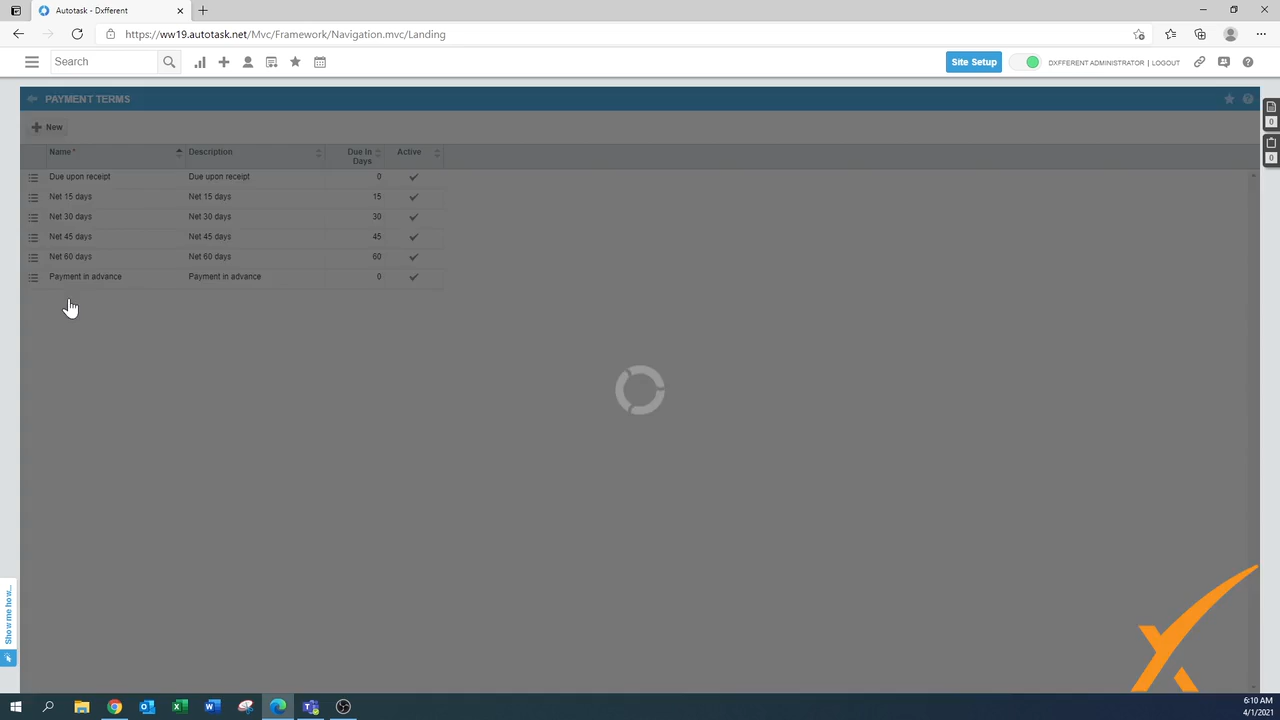 Autotask - Dxfferent
https://ww19.autotask.net/Mvc/Framework/Navigation.mvc/Landing
Search
Site Setup
DXFFERENT ADMINISTRATOR | LOGOUT
PAYMENT TERMS
New
Name* Description Due In Days Active
Due upon receipt Due upon receipt 0
Net 15 days Net 15 days 15
Net 30 days Net 30 days 30
Net 45 days Net 45 days 45
Net 60 days Net 60 days 60
Payment in advance Payment in advance 0
0
0
Show me how...
6:10 AM
4/1/2021